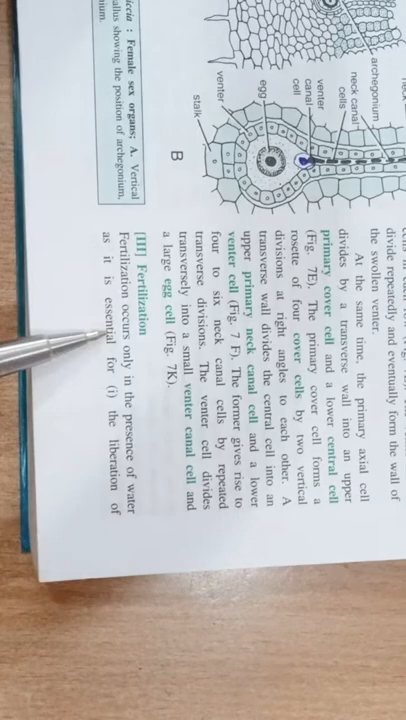 archegonium
neck canal
cells
venter
canal
cell
egg
venter
stalk
B
iccia : Female sex organs; A. Vertical
allus showing the position of archegonium,
nium.
divide repeatedly and eventually form the wall of
the swollen venter.
At the same time, the primary axial cell
divides by a transverse wall into an upper
primary cover cell and a lower central cell
(Fig. 7E). The primary cover cell forms a
rosette of four cover cells by two vertical
divisions at right angles to each other. A
transverse wall divides the central cell into an
upper primary neck canal cell and a lower
venter cell (Fig. 7 F). The former gives rise to
four to six neck canal cells by repeated
transverse divisions. The venter cell divides
transversely into a small venter canal cell and
a large egg cell (Fig. 7K).
[III] Fertilization
Fertilization occurs only in the presence of water
as it is essential for (i) the liberation of